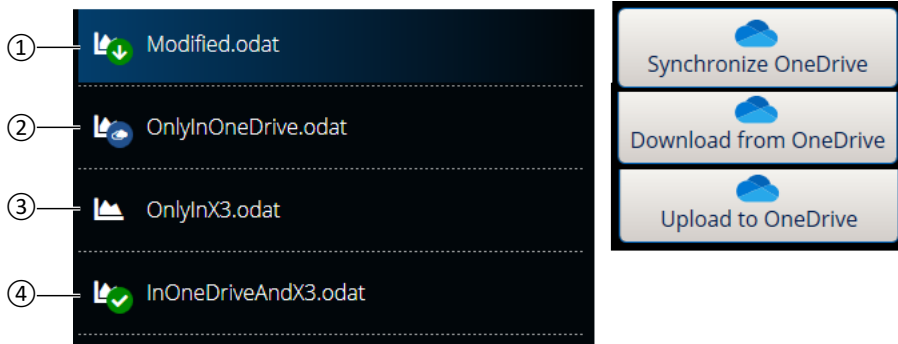 ① Modified.odat
② OnlyInOneDrive.odat
③ OnlyInX3.odat
④ InOneDriveAndX3.odat
Synchronize OneDrive
Download from OneDrive
Upload to OneDrive